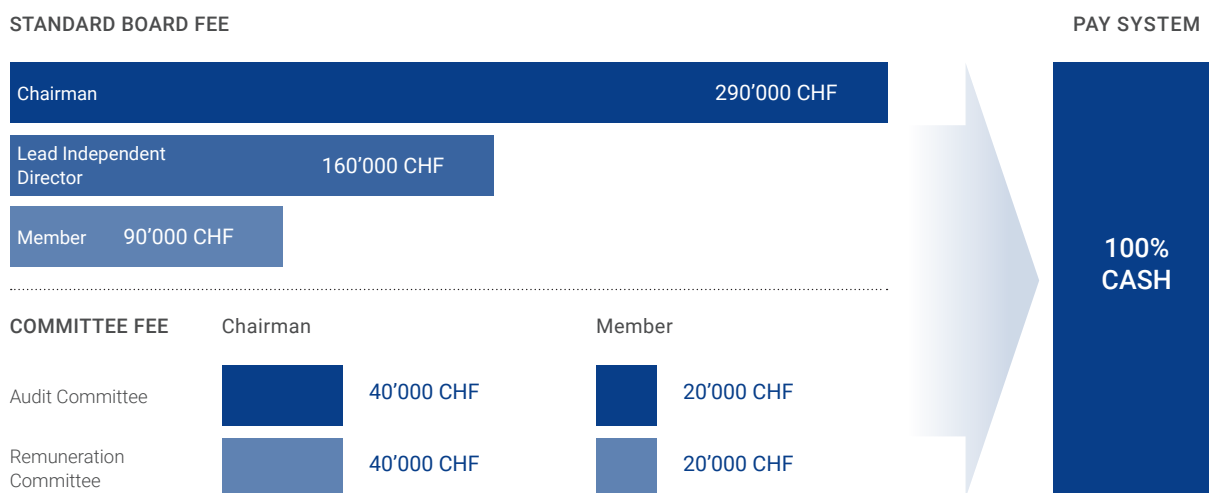 STANDARD BOARD FEE
PAY SYSTEM
Chairman
290’000 CHF
Lead Independent
Director
160’000 CHF
Member
90’000 CHF
100%
CASH
COMMITTEE FEE
Chairman
Member
Audit Committee
40’000 CHF
20’000 CHF
Remuneration
Committee
40’000 CHF
20’000 CHF